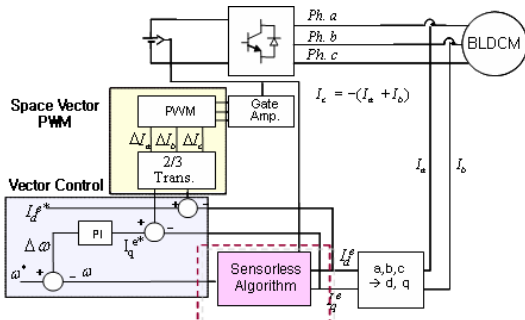 Ph. a
Ph. b
Ph. c
BLDCM
Space Vector
PWM
PWM
Gate
Amp.
I_c = -(I_a + I_b)
ΔI_a ΔI_b ΔI_c
2/3
Trans.
I_a
I_b
Vector Control
I_d^e*
+
-
+
-
PI
I_q^e*
Δω
ω*
+
-
ω
Sensorless
Algorithm
I_d^e
I_q^e
a,b,c
→ d, q